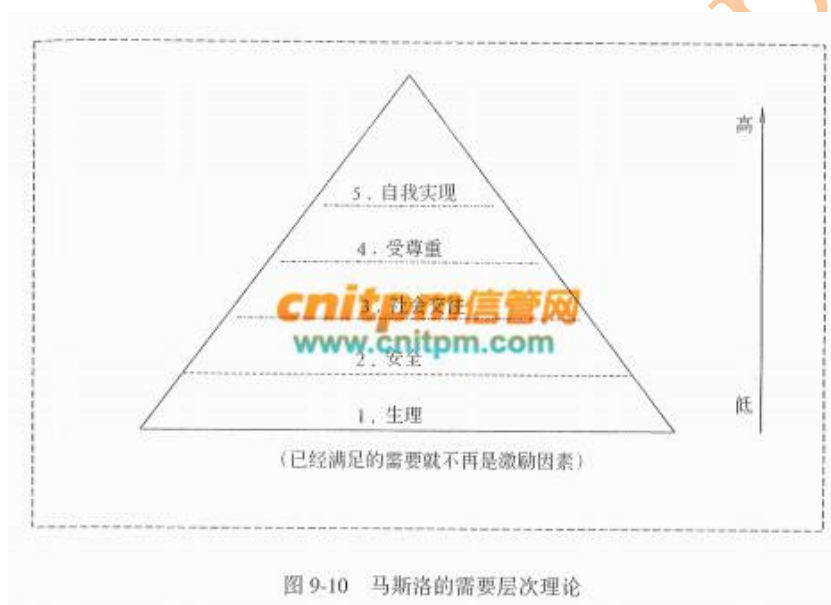 高
5．自我实现
4．受尊重
cnitpm信管网
3．社会交往
www.cnitpm.com
2．安全
低
1．生理
（已经满足的需要就不再是激励因素）
图 9-10 马斯洛的需要层次理论